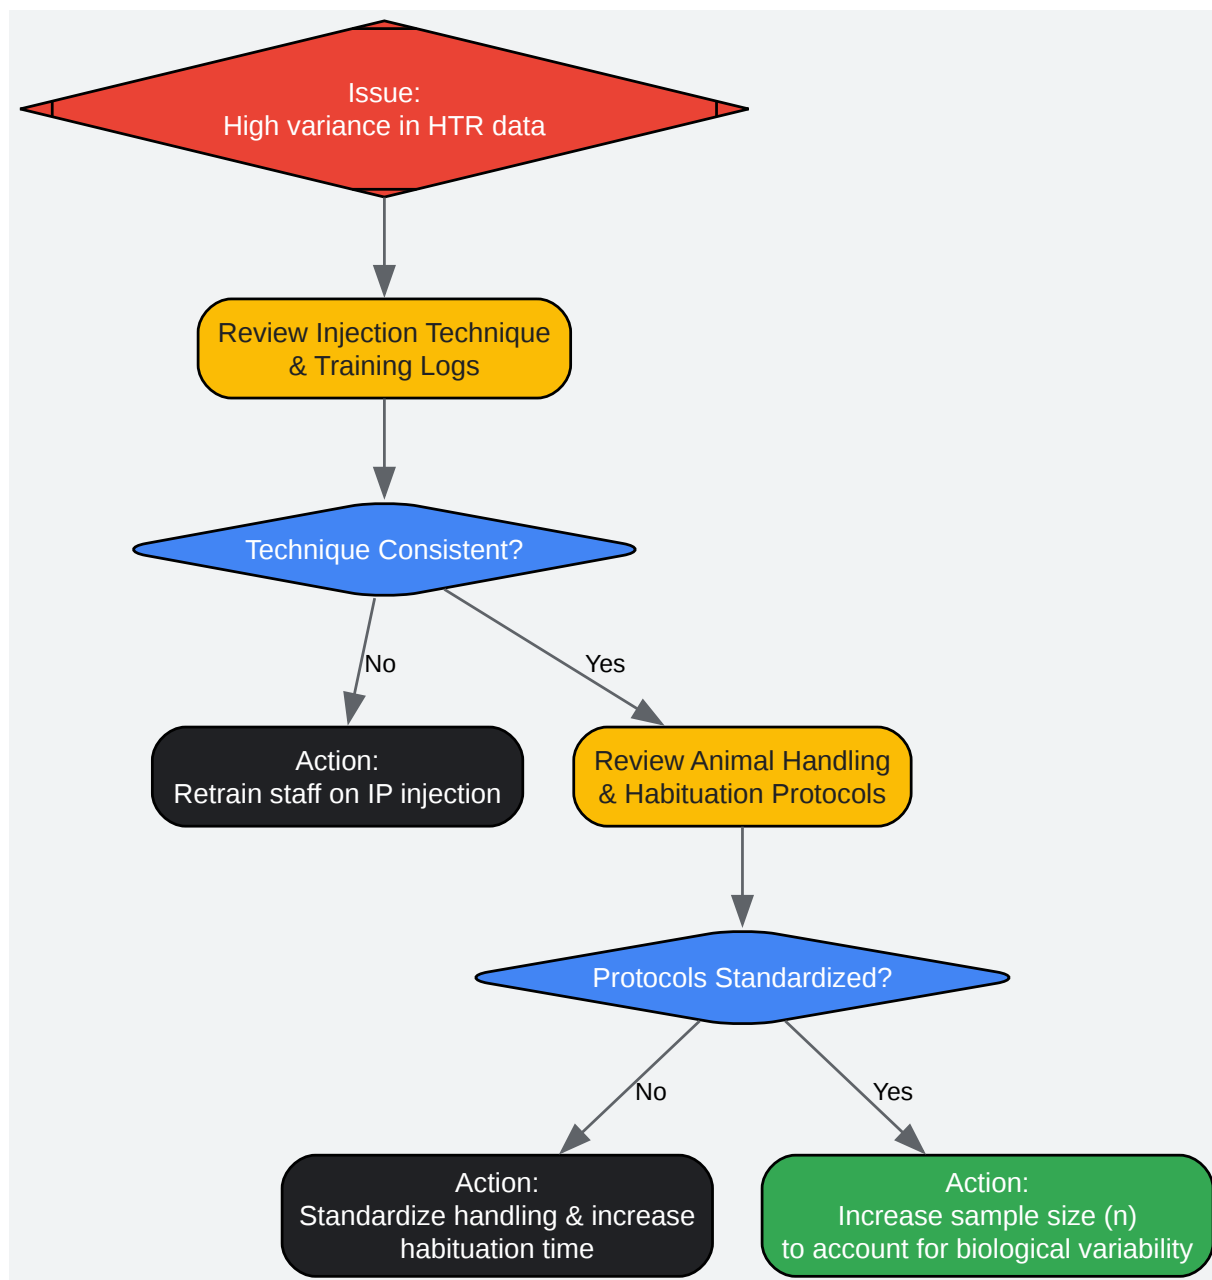 Issue:
High variance in HTR data
Review Injection Technique
& Training Logs
Technique Consistent?
No
Yes
Action:
Retrain staff on IP injection
Review Animal Handling
& Habituation Protocols
Protocols Standardized?
No
Yes
Action:
Standardize handling & increase
habituation time
Action:
Increase sample size (n)
to account for biological variability